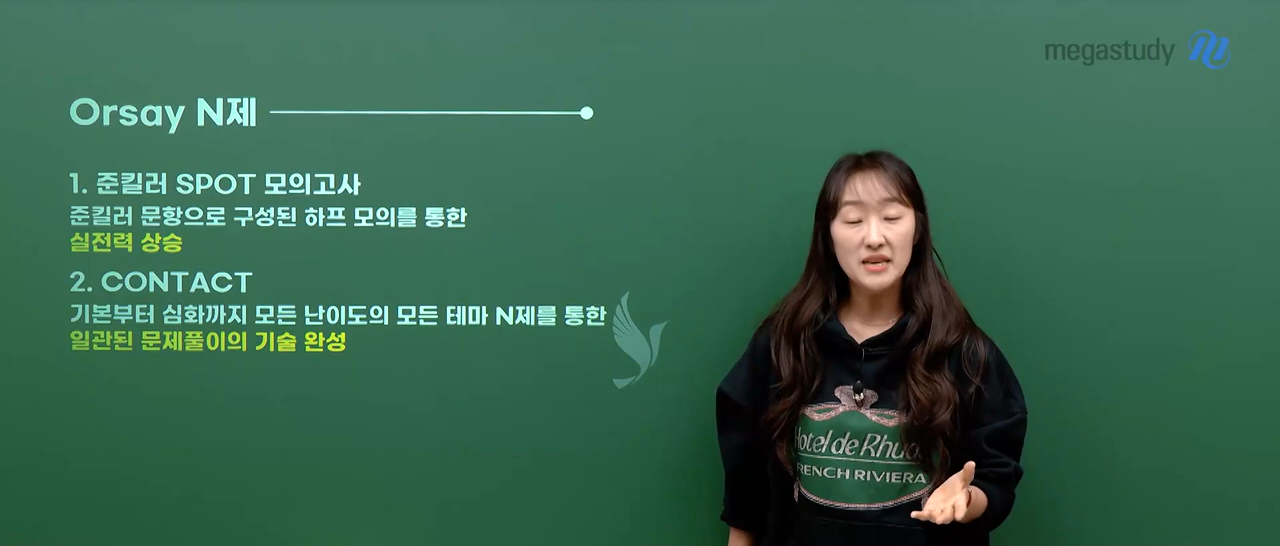 megastudy M
Orsay N제
1. 준킬러 SPOT 모의고사
준킬러 문항으로 구성된 하프 모의를 통한
실전력 상승
2. CONTACT
기본부터 심화까지 모든 난이도의 모든 테마 N제를 통한
일관된 문제풀이의 기술 완성
Hotel de
FRENCH RIVIERA